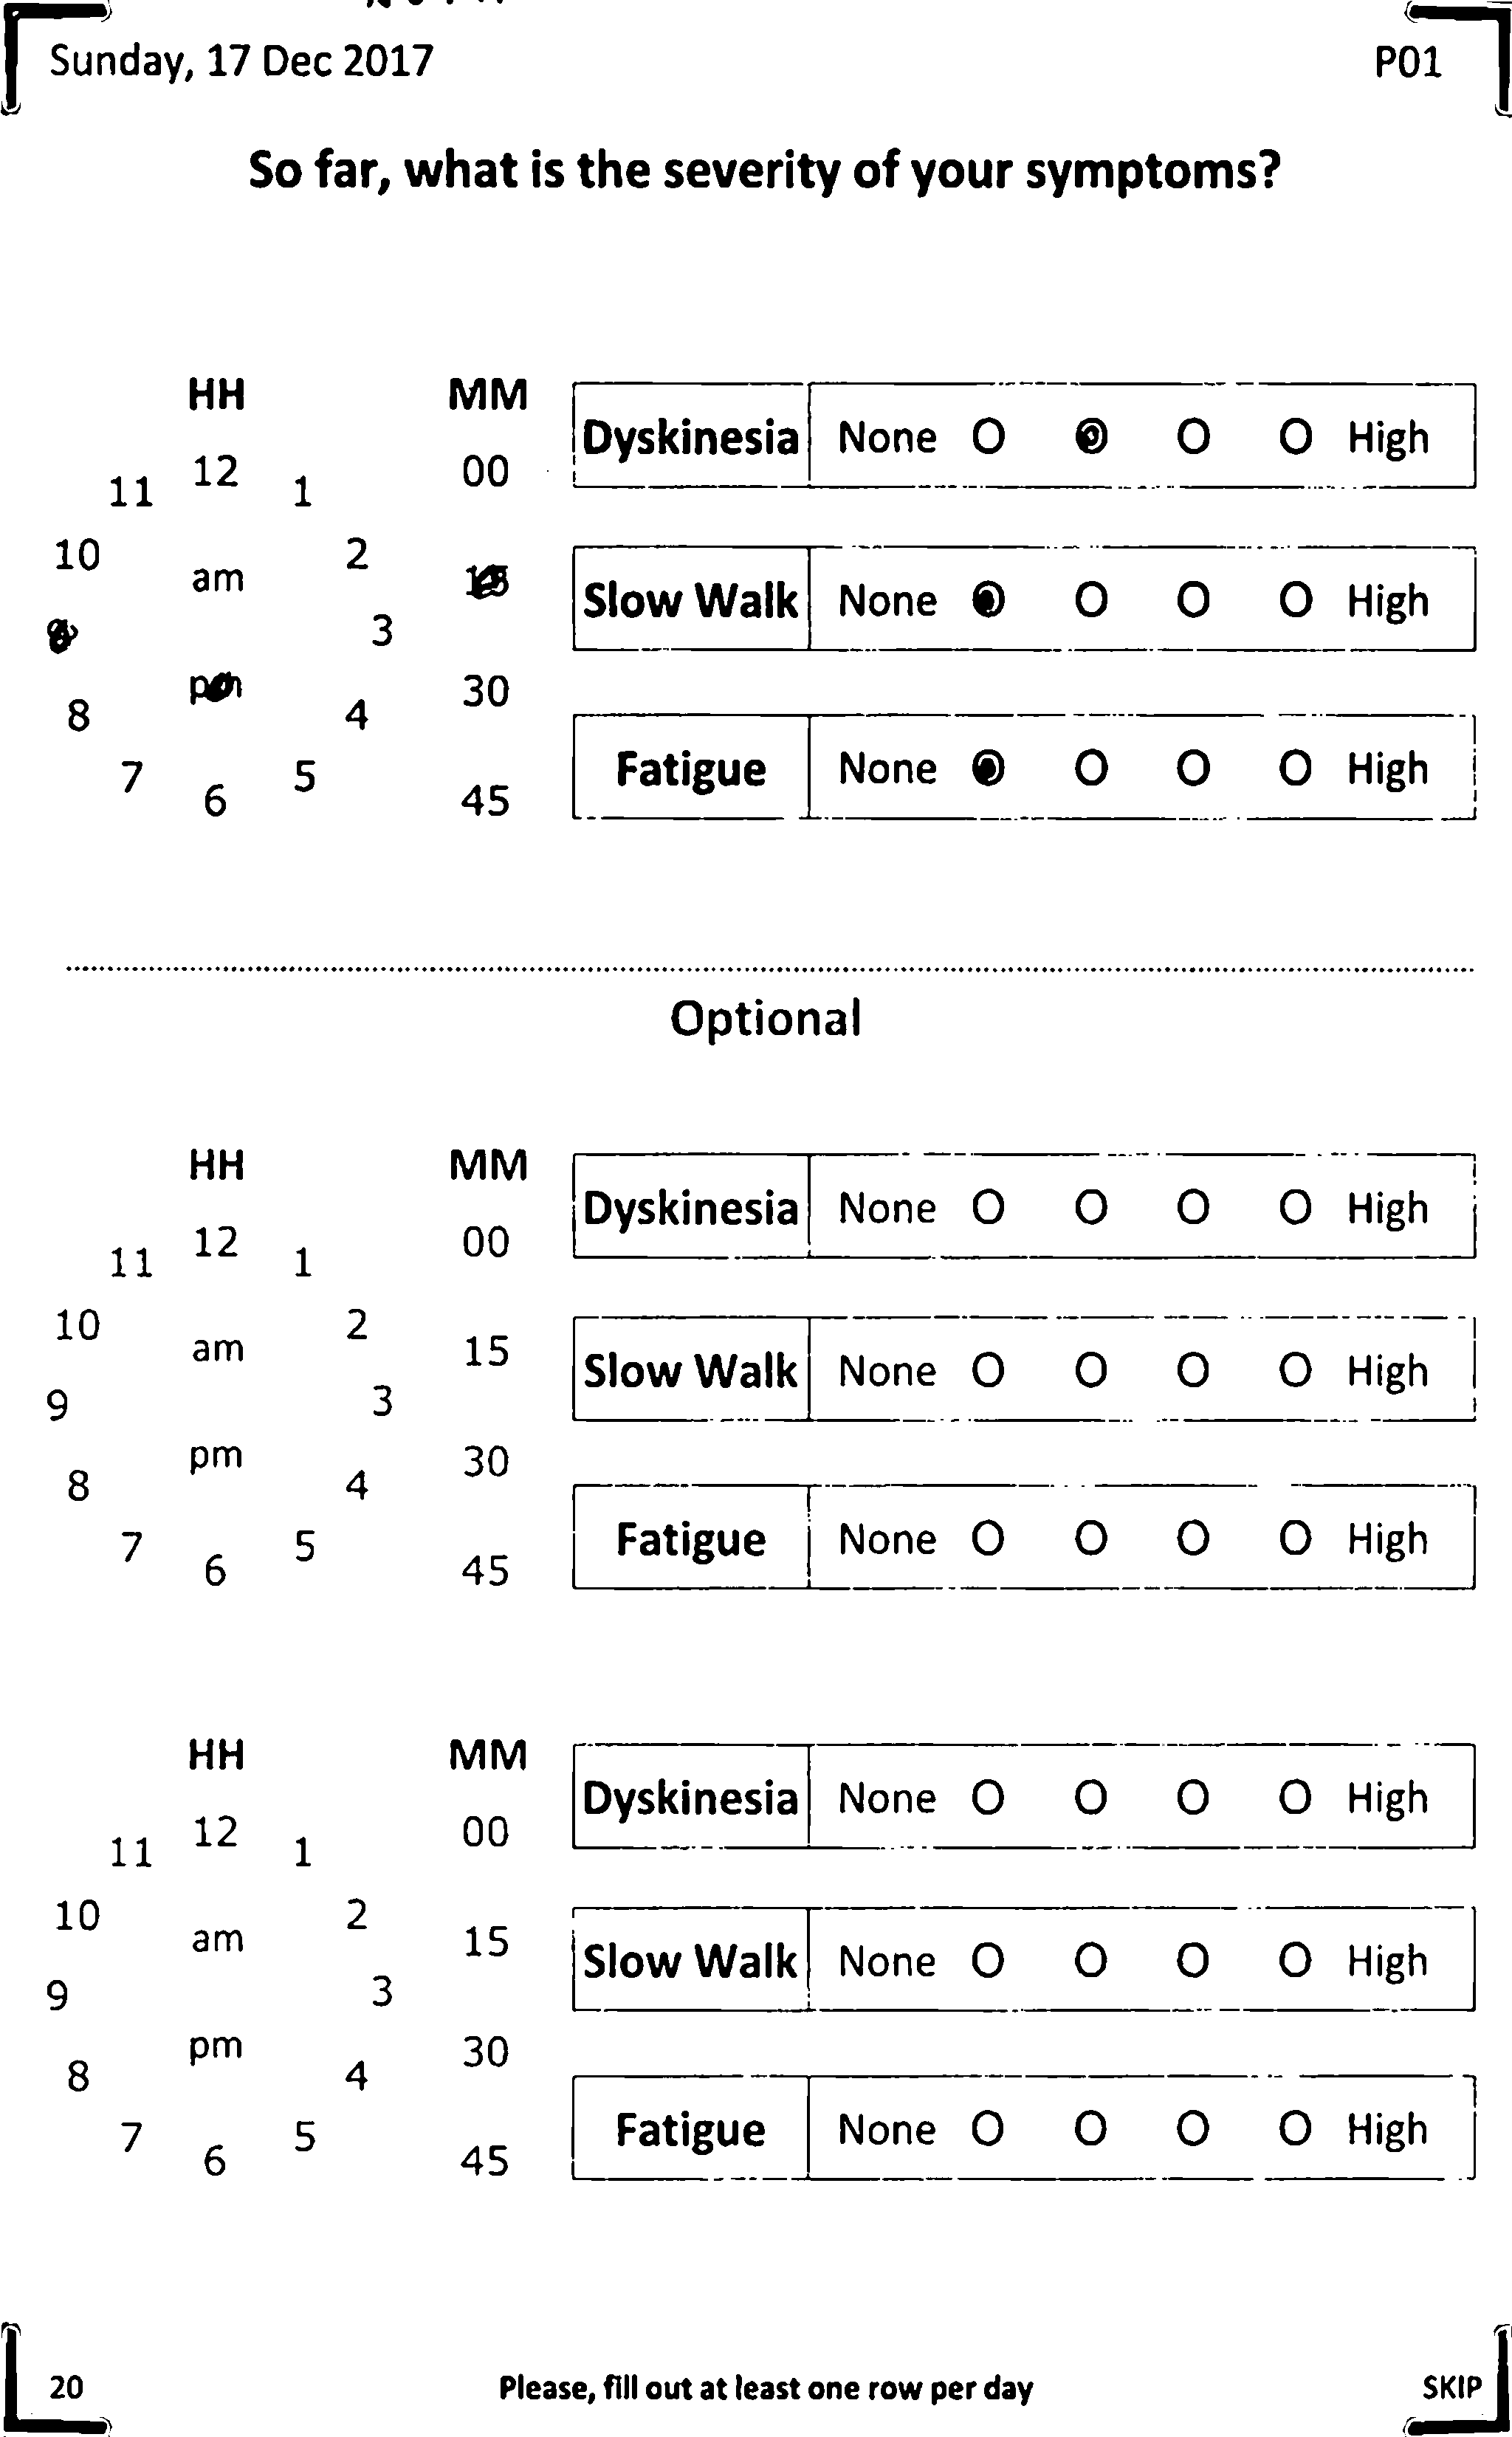 Sunday, 17 Dec 2017 P01
So far, what is the severity of your symptoms?
HH MM
Dyskinesia None O O O High
11 12 1 00
10 am 2
Slow Walk None O O O High
3
pm 30
8 4
Fatigue None O O O High
7 6 5 45
Optional
HH MM
Dyskinesia None O O O O High
11 12 1 00
10 am 2 15
Slow Walk None O O O O High
9 3
pm 30
8 4
Fatigue None O O O O High
7 6 5 45
HH MM
Dyskinesia None O O O O High
11 12 1 00
10 am 2 15
Slow Walk None O O O O High
9 3
pm 30
8 4
Fatigue None O O O O High
7 6 5 45
20 Please, fill out at least one row per day SKIP